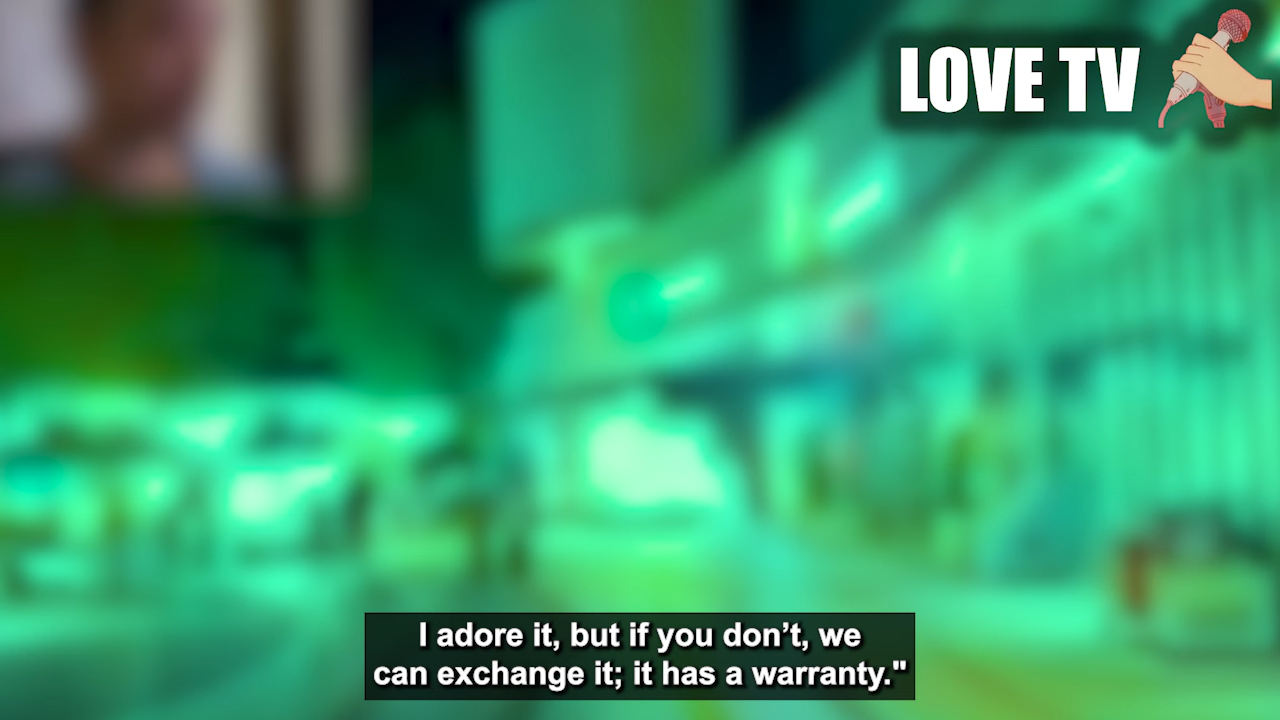 LOVE TV
I adore it, but if you don’t, we
can exchange it; it has a warranty."